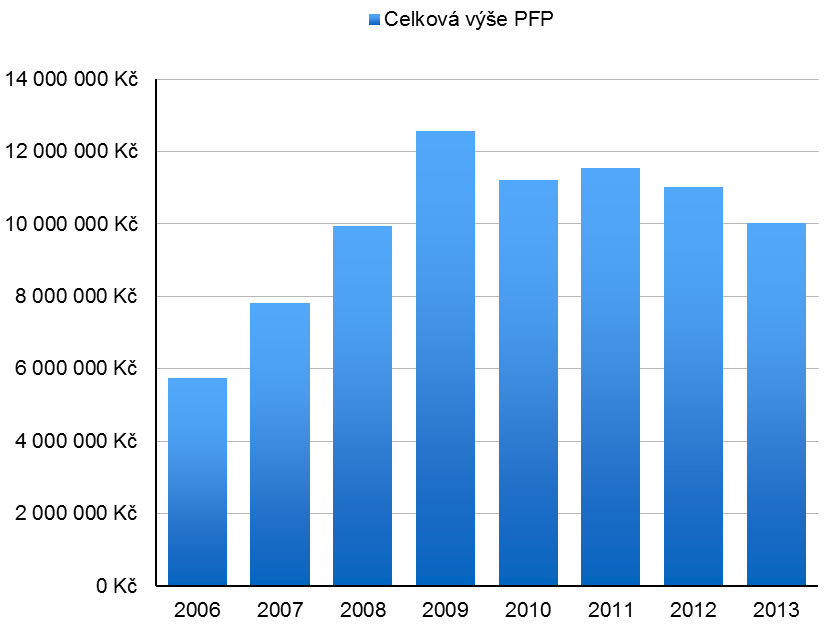 Celková výše PFP
14 000 000 Kč
12 000 000 Kč
10 000 000 Kč
8 000 000 Kč
6 000 000 Kč
4 000 000 Kč
2 000 000 Kč
0 Kč
2006 2007 2008 2009 2010 2011 2012 2013